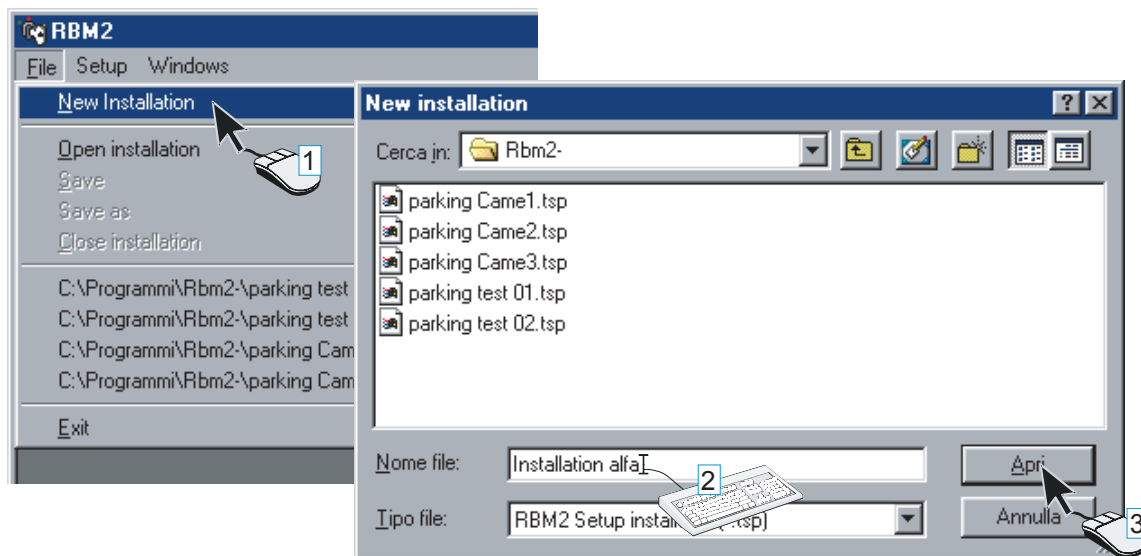 RBM2
File Setup Windows
New Installation
1
Open installation
Save
Save as
Close installation
C:\Programmi\Rbm2-\parking test
C:\Programmi\Rbm2-\parking test
C:\Programmi\Rbm2-\parking Cam
C:\Programmi\Rbm2-\parking Cam
Exit
New installation
Cerca in: Rbm2-
parking Came1.tsp
parking Came2.tsp
parking Came3.tsp
parking test 01.tsp
parking test 02.tsp
Nome file: Installation alfa
Apri
2
Tipo file: RBM2 Setup .tsp)
Annulla
3